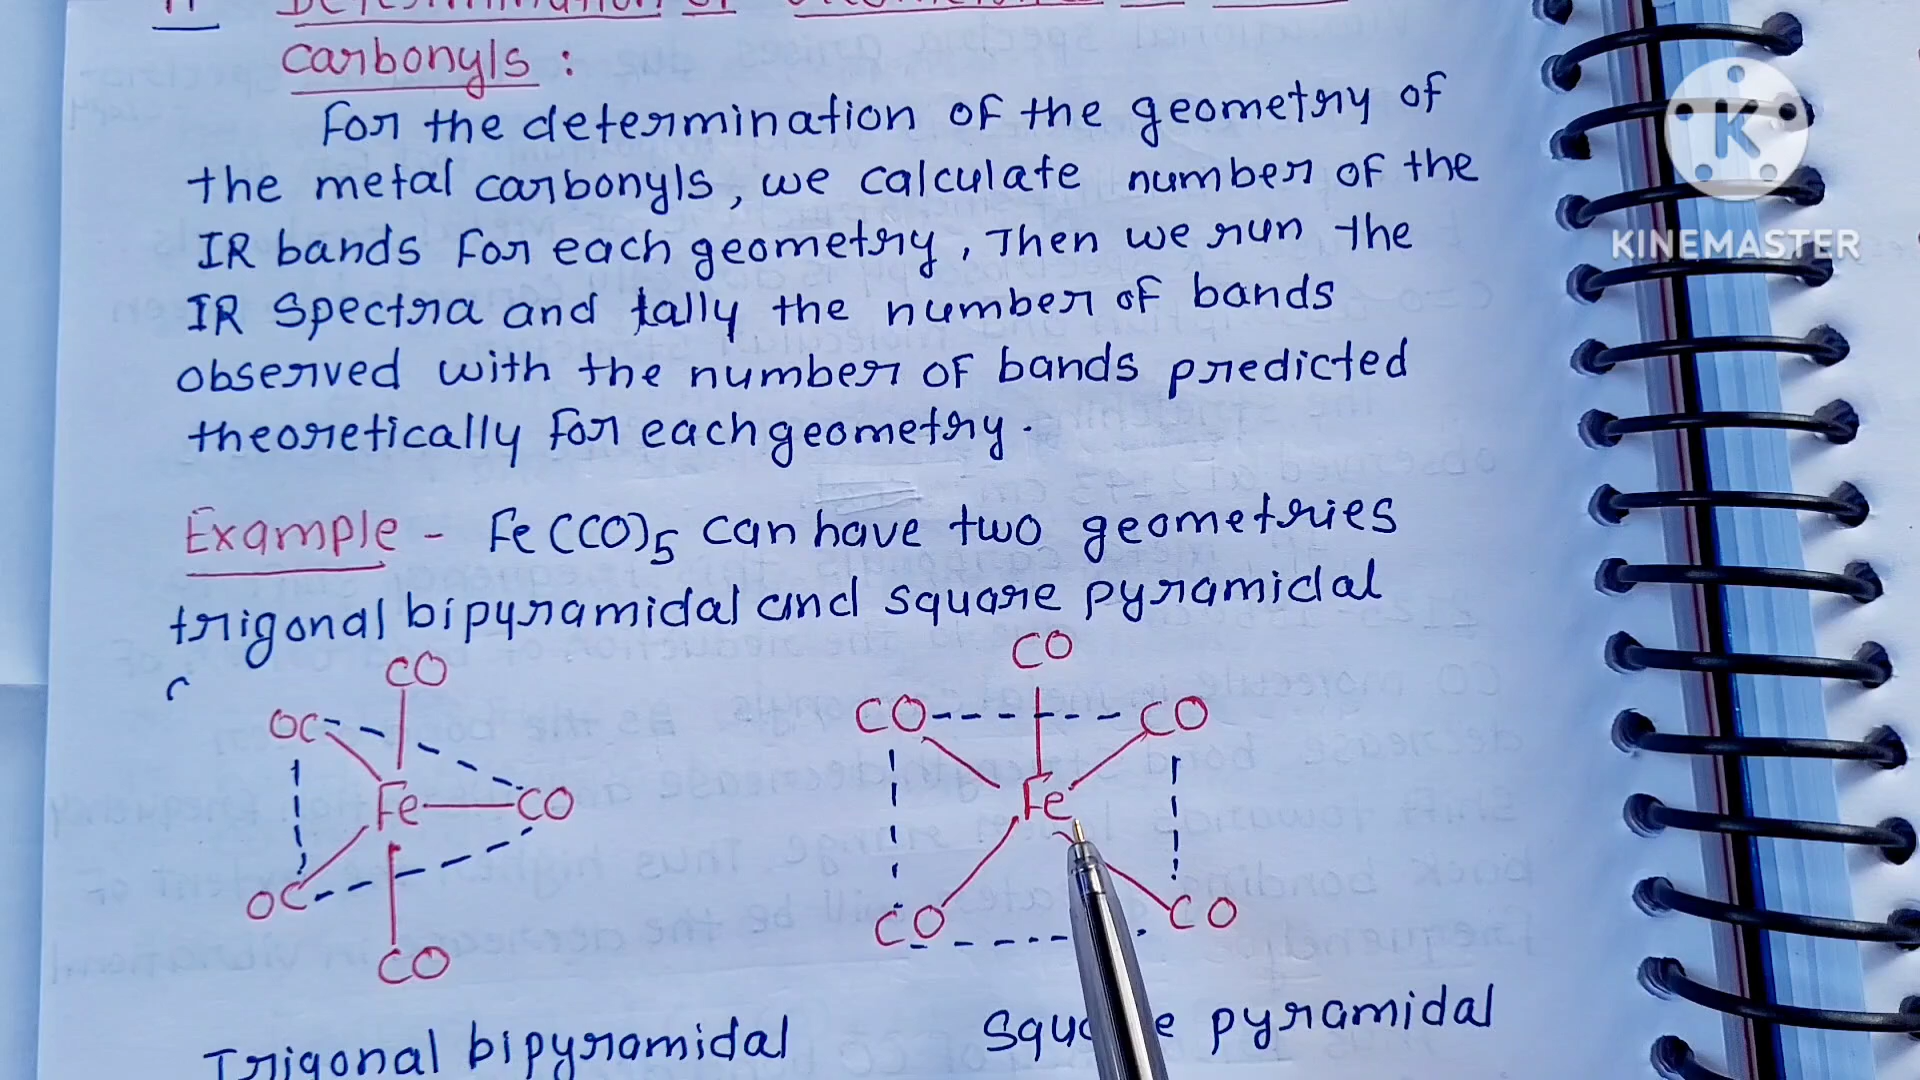 Carbonyls :
For the determination of the geometry of
the metal carbonyls, we calculate number of the
IR bands for each geometry, Then we run the
IR spectra and tally the number of bands
observed with the number of bands predicted
theoretically for each geometry.
Example - Fe(CO)5 can have two geometries
trigonal bipyramidal and square pyramidal
CO
OC
Fe CO
OC
CO
CO
CO CO
Fe
CO CO
Trigonal bipyramidal
Squ e pyramidal
K
KINEMASTER